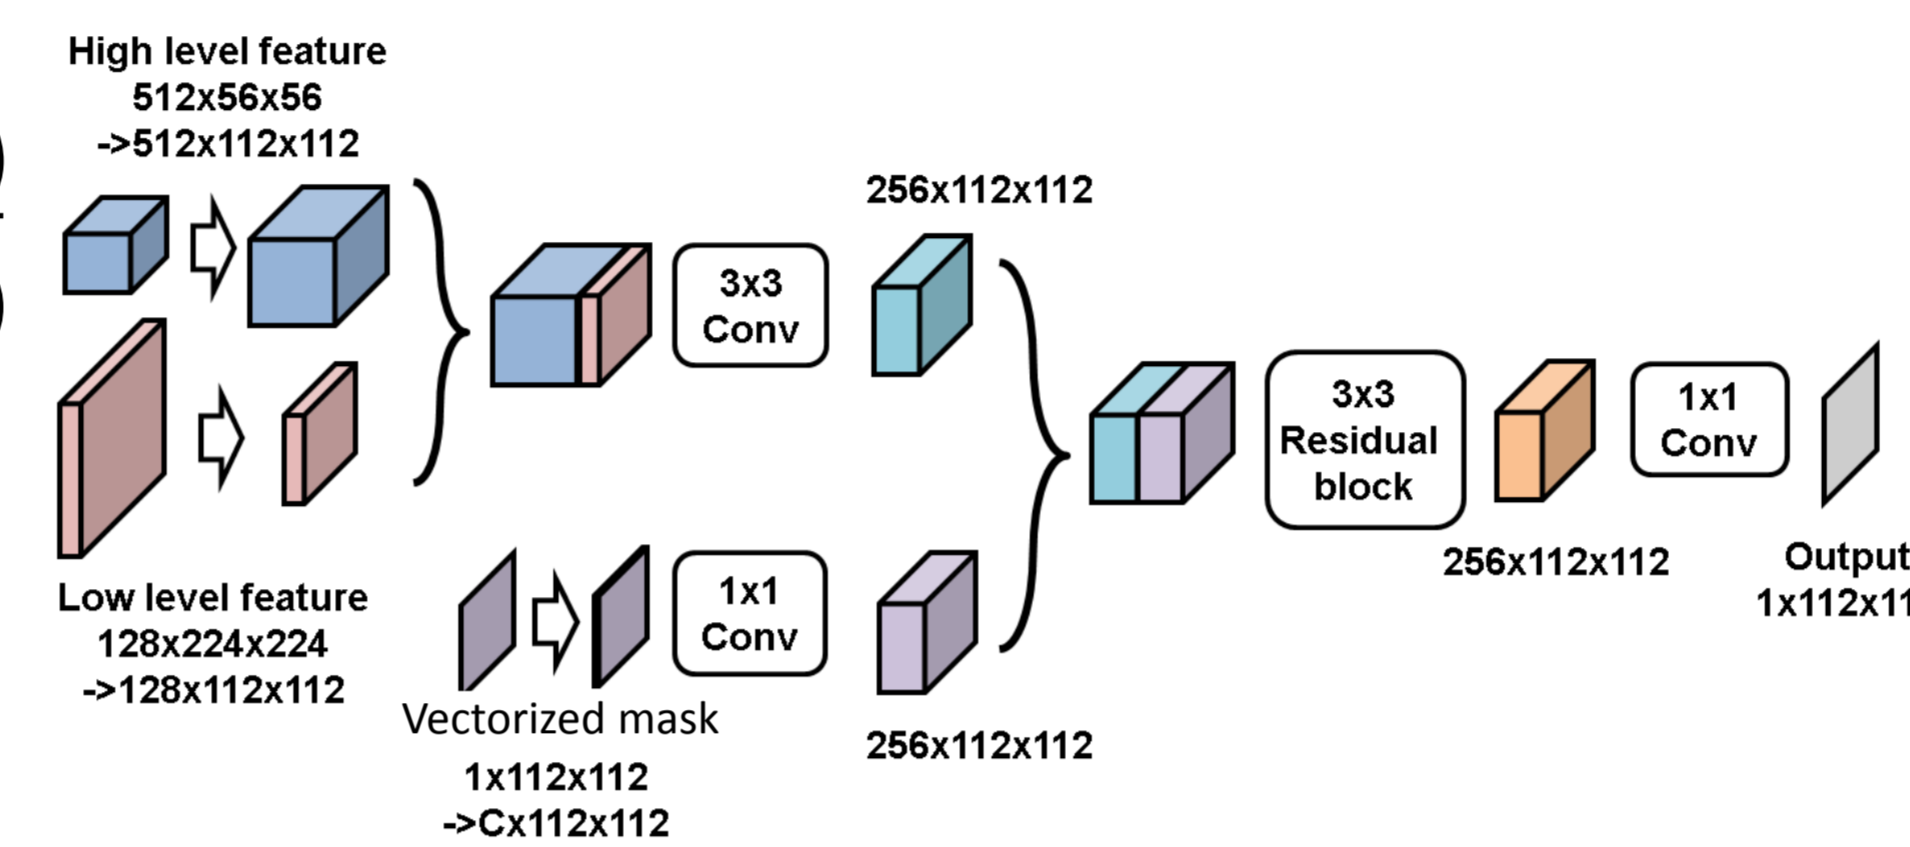 High level feature
512x56x56
->512x112x112
Low level feature
128x224x224
->128x112x112
Vectorized mask
1x112x112
->Cx112x112
3x3
Conv
256x112x112
1x1
Conv
256x112x112
3x3
Residual
block
256x112x112
1x1
Conv
Output
1x112x11